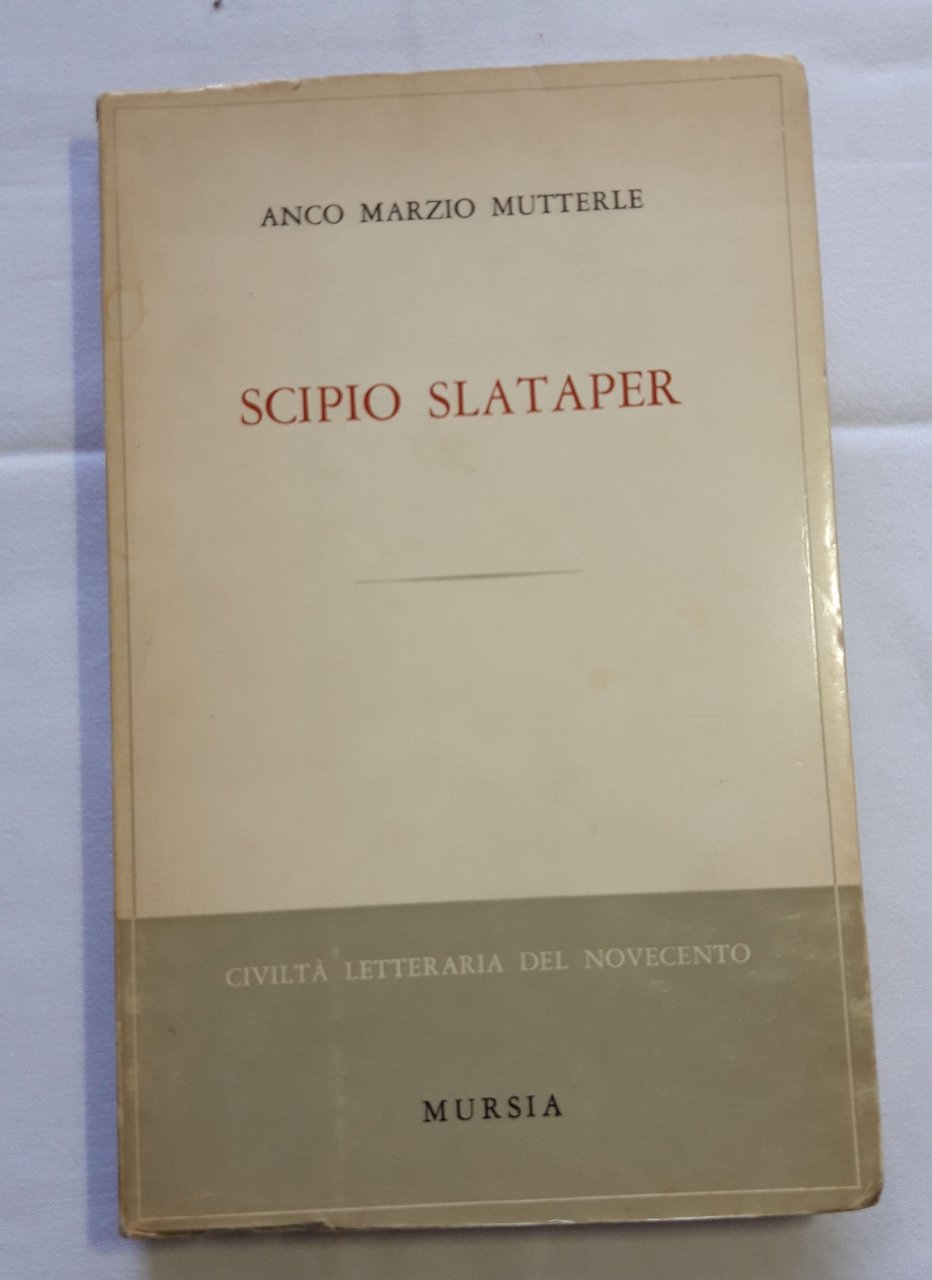 ANCO MARZIO MUTTERLE
SCIPIO SLATAPER
CIVILTÀ LETTERARIA DEL NOVECENTO
MURSIA